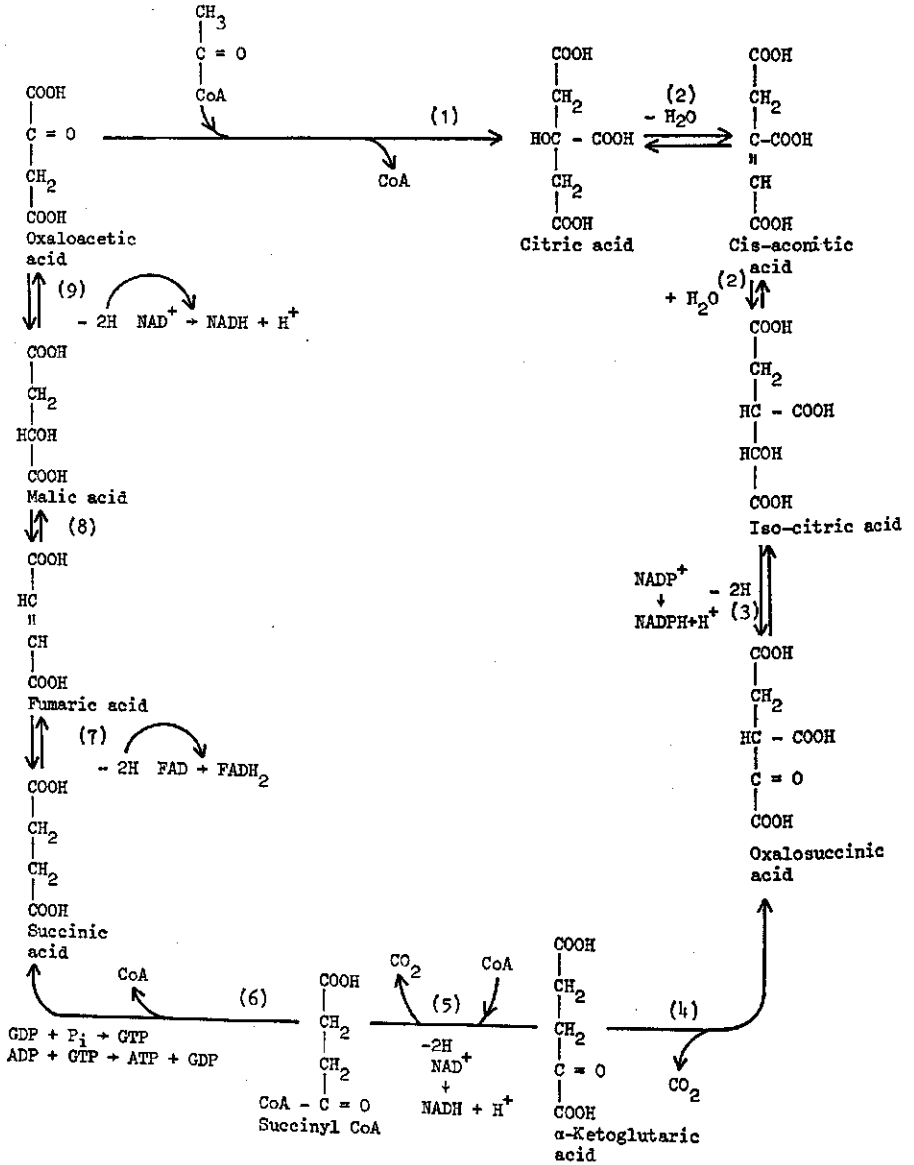 CH3
C = O
CoA
(1)
CoA
COOH
C = O
CH2
COOH
Oxaloacetic
acid
COOH
CH2
HOC - COOH
CH2
COOH
Citric acid
(2)
- H2O
COOH
CH2
C -COOH
"
CH
COOH
Cis-aconitic
acid
+ H2O (2)
COOH
CH2
HC - COOH
HCOH
COOH
Iso-citric acid
NADP+ - 2H
↓
NADPH+H+ (3)
COOH
CH2
HC - COOH
C = O
COOH
Oxalosuccinic
acid
(4)
CO2
COOH
CH2
CH2
C = O
COOH
α-Ketoglutaric
acid
CoA
CO2
(5)
-2H
NAD+
↓
NADH + H+
COOH
CH2
CH2
CoA - C = O
Succinyl CoA
(6)
CoA
GDP + Pi → GTP
ADP + GTP → ATP + GDP
COOH
CH2
CH2
COOH
Succinic
acid
(7)
- 2H FAD → FADH2
COOH
HC
"
CH
COOH
Fumaric acid
(8)
COOH
CH2
HCOH
COOH
Malic acid
(9)
- 2H NAD+ → NADH + H+